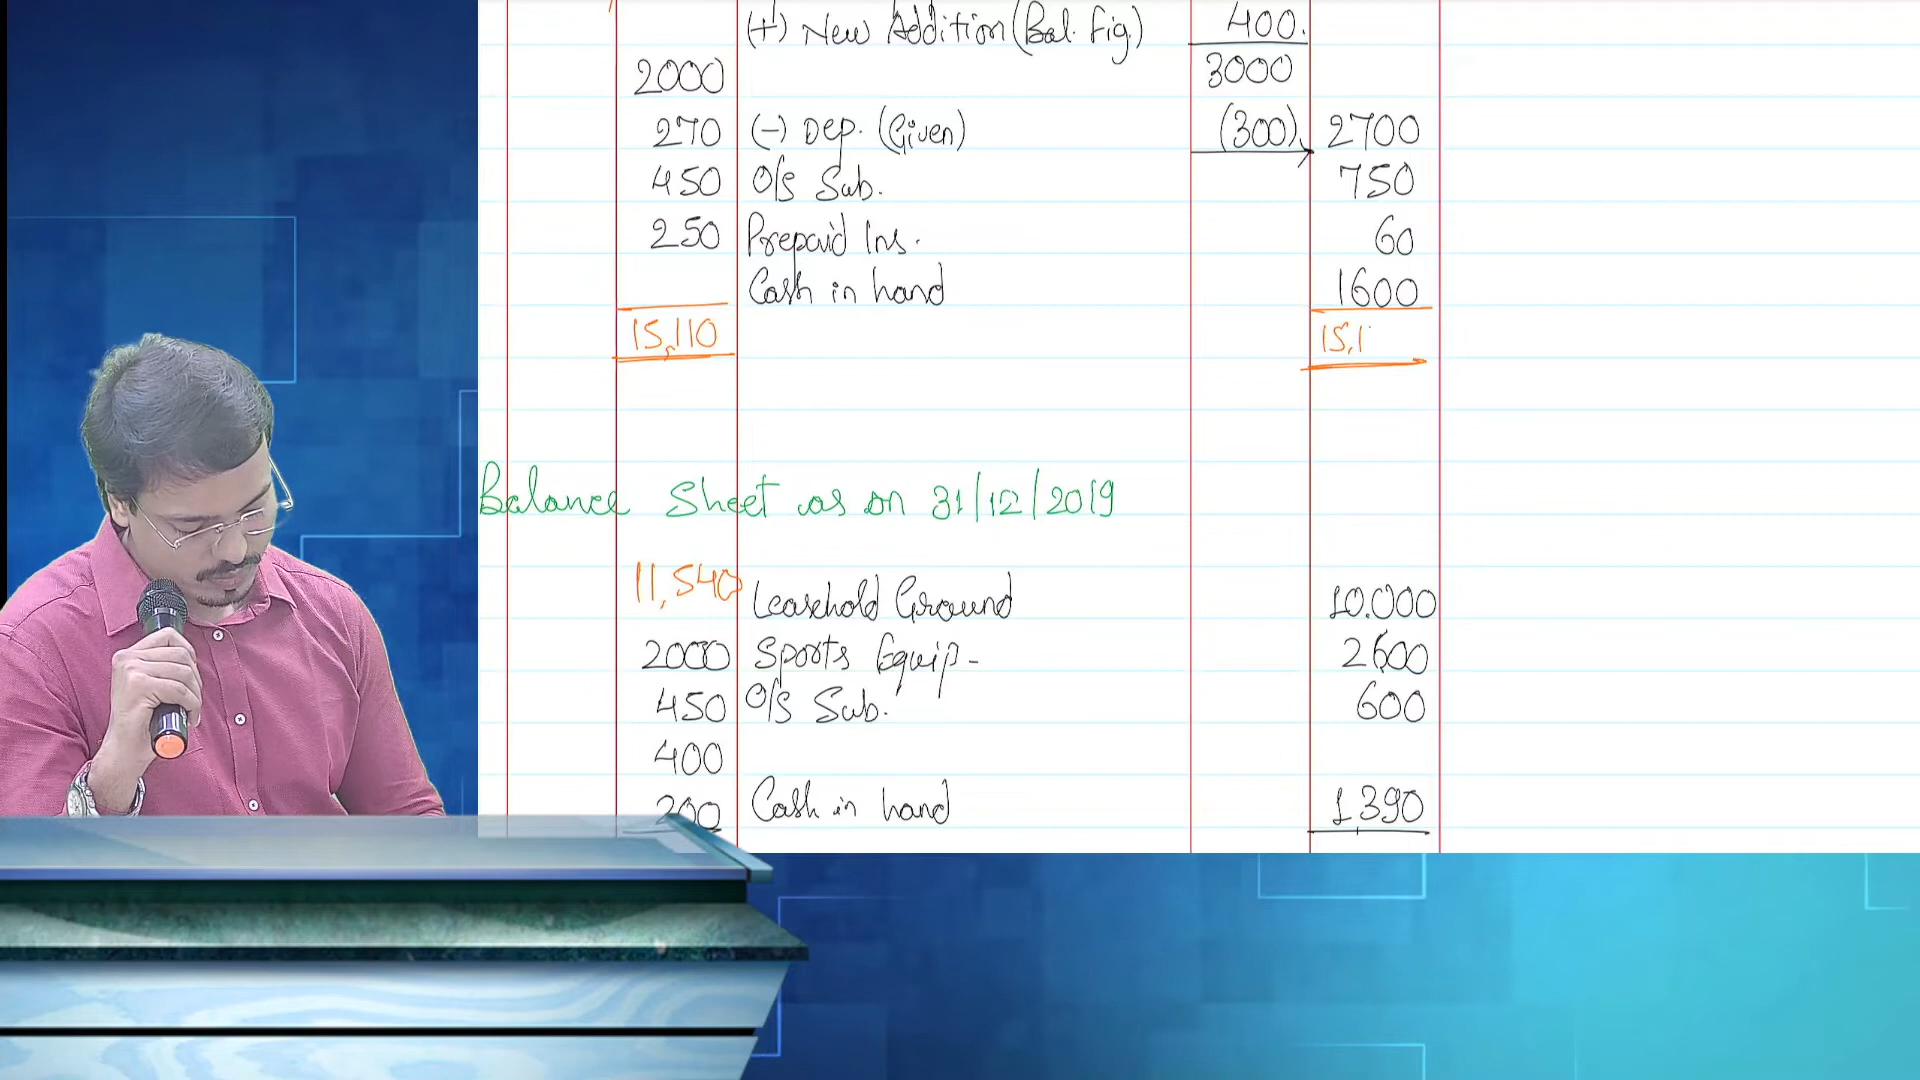 (+) New Addition (Bal. fig.) 400.
2000 3000
270 (-) Dep. (Given) (300) 2700
450 O/s Sub. 750
250 Prepaid Ins. 60
Cash in hand 1600
15,110 15,1
Balance Sheet as on 31/12/2019
11,540 Leasehold Ground 10,000
2000 Sports Equip- 2600
450 O/s Sub. 600
400
200 Cash in hand 1390